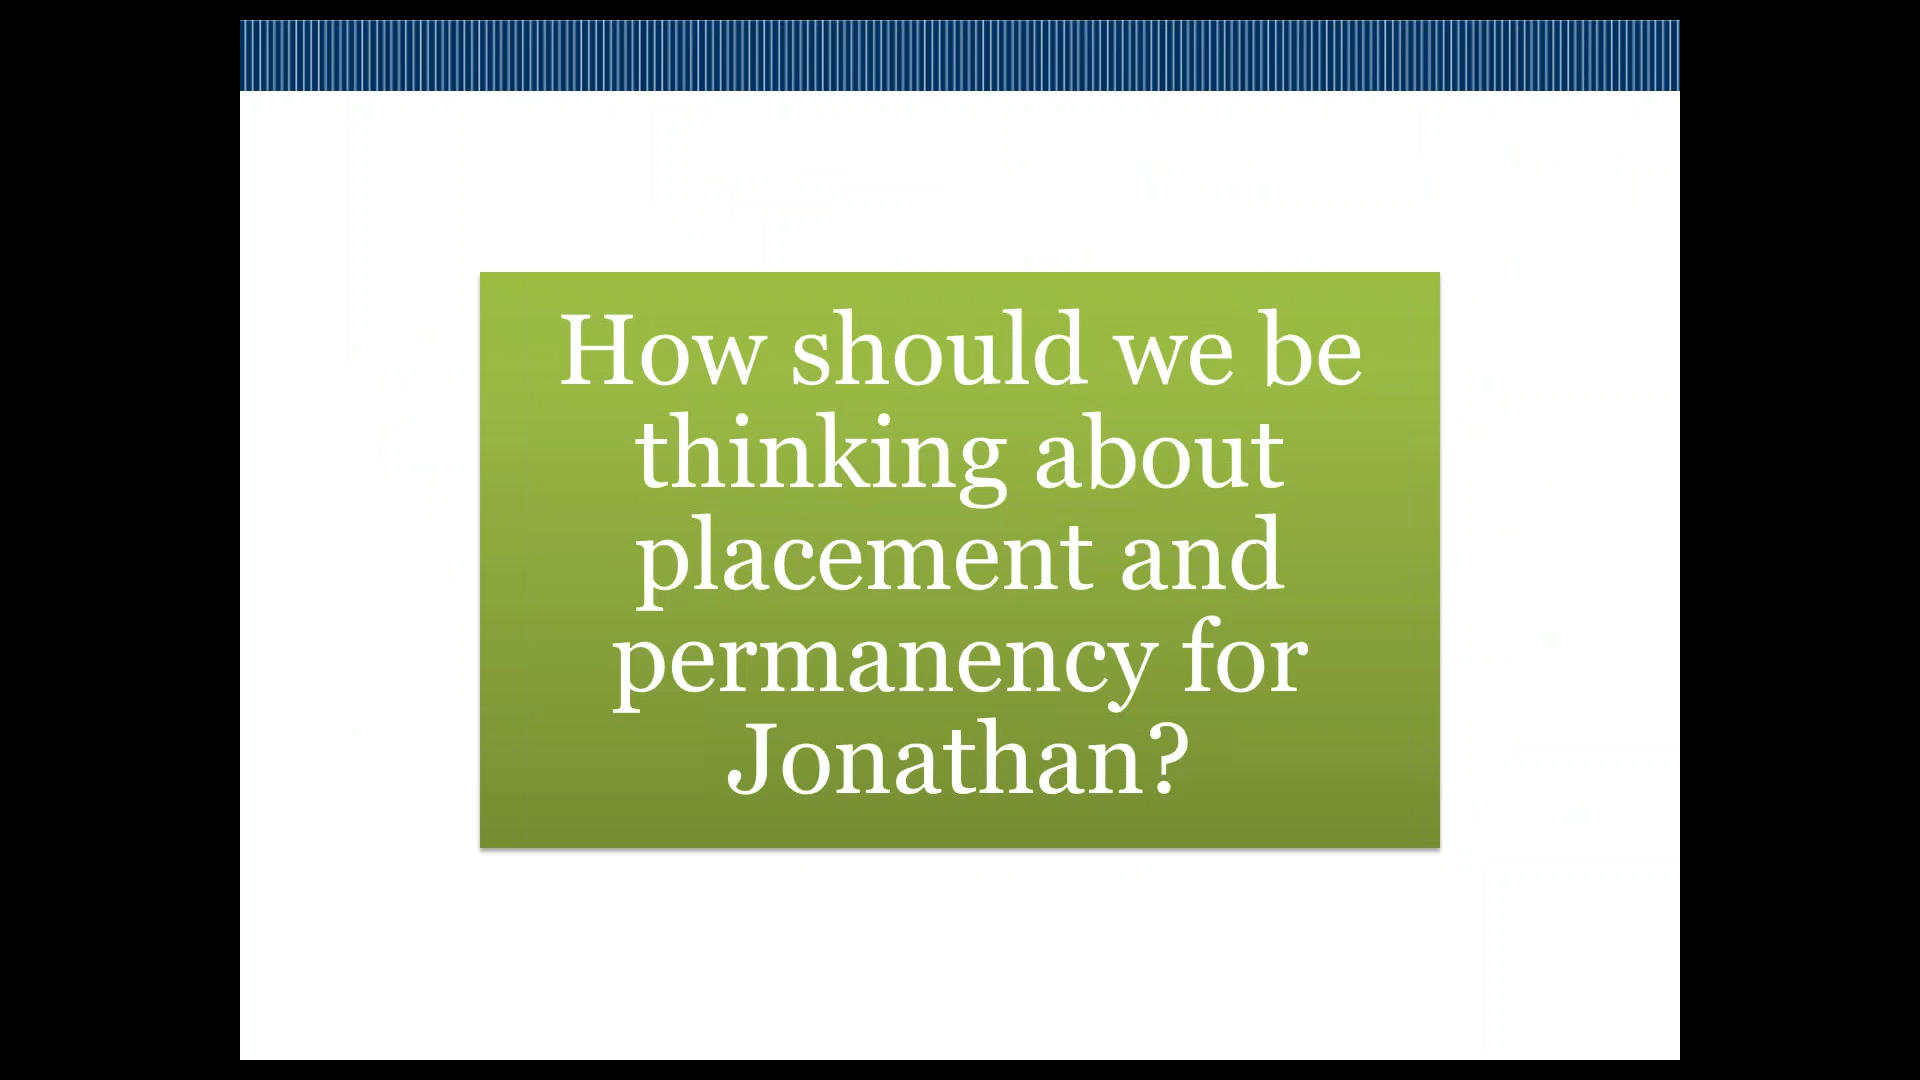 How should we be
thinking about
placement and
permanency for
Jonathan?